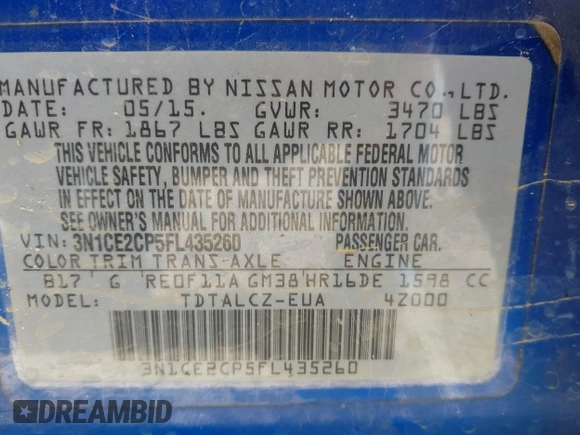 MANUFACTURED BY NISSAN MOTOR CO., LTD.
DATE: 05/15. GVWR: 3470 LBS
GAWR FR: 1867 LBS GAWR RR: 1704 LBS
THIS VEHICLE CONFORMS TO ALL APPLICABLE FEDERAL MOTOR
VEHICLE SAFETY, BUMPER AND THEFT PREVENTION STANDARDS
IN EFFECT ON THE DATE OF MANUFACTURE SHOWN ABOVE.
SEE OWNER'S MANUAL FOR ADDITIONAL INFORMATION.
VIN: 3N1CE2CP5FL435260 PASSENGER CAR.
COLOR TRIM TRANS-AXLE ENGINE
B17 G RE0F11A GM38 HR16DE 1598 CC
MODEL: TDTALCZ-EUA 4Z000
3N1CE2CP5FL435260
DREAMBID